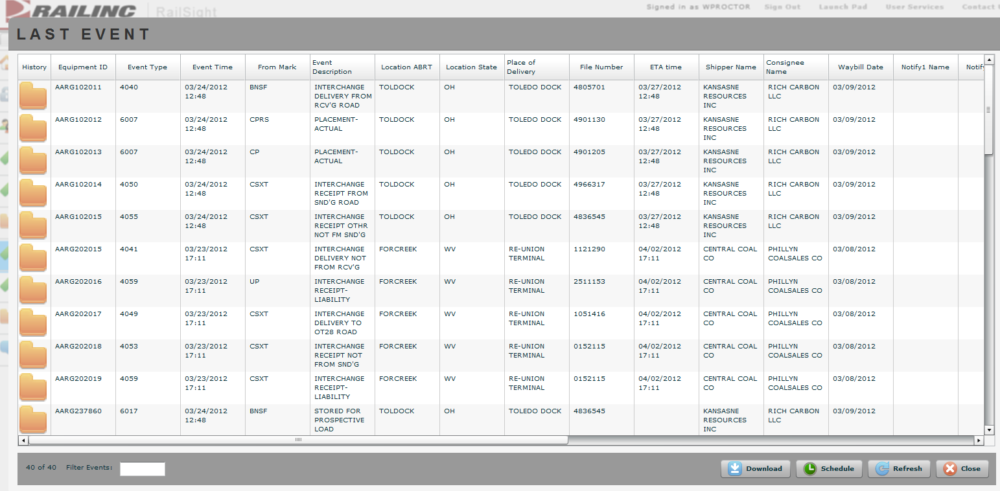 RAILINC RailSight
Signed in as WPROCTOR Sign Out Launch Pad User Services Contact
LAST EVENT
History Equipment ID Event Type Event Time From Mark Event Description Location ABRT Location State Place of Delivery File Number ETA time Shipper Name Consignee Name Waybill Date Notify1 Name Notif
AARG102011 4040 03/24/2012 12:48 BNSF INTERCHANGE DELIVERY FROM RCV'G ROAD TOLDOCK OH TOLEDO DOCK 4805701 03/27/2012 12:48 KANSASNE RESOURCES INC RICH CARBON LLC 03/09/2012
AARG102012 6007 03/24/2012 12:48 CPRS PLACEMENT-ACTUAL TOLDOCK OH TOLEDO DOCK 4901130 03/27/2012 12:48 KANSASNE RESOURCES INC RICH CARBON LLC 03/09/2012
AARG102013 6007 03/24/2012 12:48 CP PLACEMENT-ACTUAL TOLDOCK OH TOLEDO DOCK 4901205 03/27/2012 12:48 KANSASNE RESOURCES INC RICH CARBON LLC 03/09/2012
AARG102014 4050 03/24/2012 12:48 CSXT INTERCHANGE RECEIPT FROM SND'G ROAD TOLDOCK OH TOLEDO DOCK 4966317 03/27/2012 12:48 KANSASNE RESOURCES INC RICH CARBON LLC 03/09/2012
AARG102015 4055 03/24/2012 12:48 CSXT INTERCHANGE RECEIPT OTHR NOT FM SND'G TOLDOCK OH TOLEDO DOCK 4836545 03/27/2012 12:48 KANSASNE RESOURCES INC RICH CARBON LLC 03/09/2012
AARG202015 4041 03/23/2012 17:11 CSXT INTERCHANGE DELIVERY NOT FROM RCV'G FORCREEK WV RE-UNION TERMINAL 1121290 04/02/2012 17:11 CENTRAL COAL CO PHILLYN COALSALES CO 03/08/2012
AARG202016 4059 03/23/2012 17:11 UP INTERCHANGE RECEIPT-LIABILITY FORCREEK WV RE-UNION TERMINAL 2511153 04/02/2012 17:11 CENTRAL COAL CO PHILLYN COALSALES CO 03/08/2012
AARG202017 4049 03/23/2012 17:11 CSXT INTERCHANGE DELIVERY TO OT28 ROAD FORCREEK WV RE-UNION TERMINAL 1051416 04/02/2012 17:11 CENTRAL COAL CO PHILLYN COALSALES CO 03/08/2012
AARG202018 4053 03/23/2012 17:11 CSXT INTERCHANGE RECEIPT NOT FROM SND'G FORCREEK WV RE-UNION TERMINAL 0152115 04/02/2012 17:11 CENTRAL COAL CO PHILLYN COALSALES CO 03/08/2012
AARG202019 4059 03/23/2012 17:11 CSXT INTERCHANGE RECEIPT-LIABILITY FORCREEK WV RE-UNION TERMINAL 0152115 04/02/2012 17:11 CENTRAL COAL CO PHILLYN COALSALES CO 03/08/2012
AARG237860 6017 03/24/2012 12:48 BNSF STORED FOR PROSPECTIVE LOAD TOLDOCK OH TOLEDO DOCK 4836545 KANSASNE RESOURCES INC RICH CARBON LLC 03/09/2012
40 of 40 Filter Events: Download Schedule Refresh Close